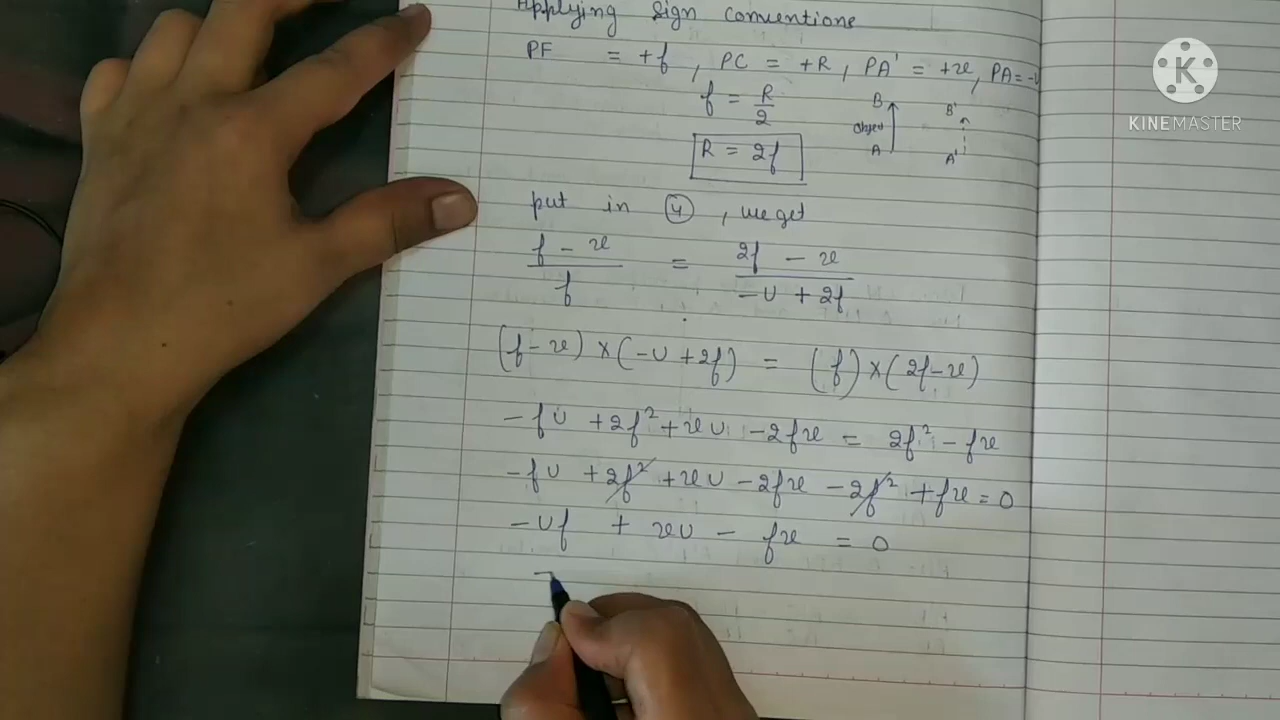 Applying Sign Conventions
PF = +f , PC = +R , PA' = +v , PA = -u
f = R/2
B B'
Object
A A'
R = 2f
put in ④ , we get
(f - v)/f = (2f - v)/(-u + 2f)
(f - v) × (-u + 2f) = (f) × (2f - v)
-fu + 2f² + vu - 2fv = 2f² - fv
-fu + 2f² + vu - 2fv - 2f² + fv = 0
-uf + vu - fv = 0
K
KINEMASTER